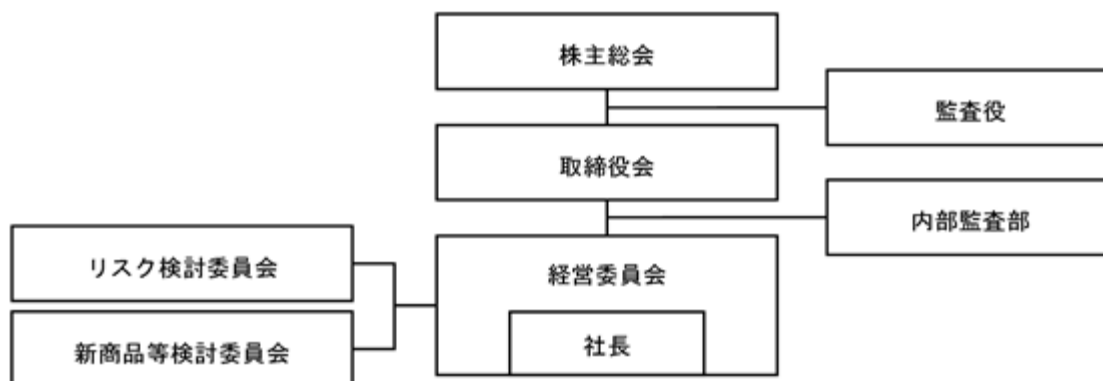 株主総会
監査役
取締役会
内部監査部
リスク検討委員会
経営委員会
新商品等検討委員会
社長